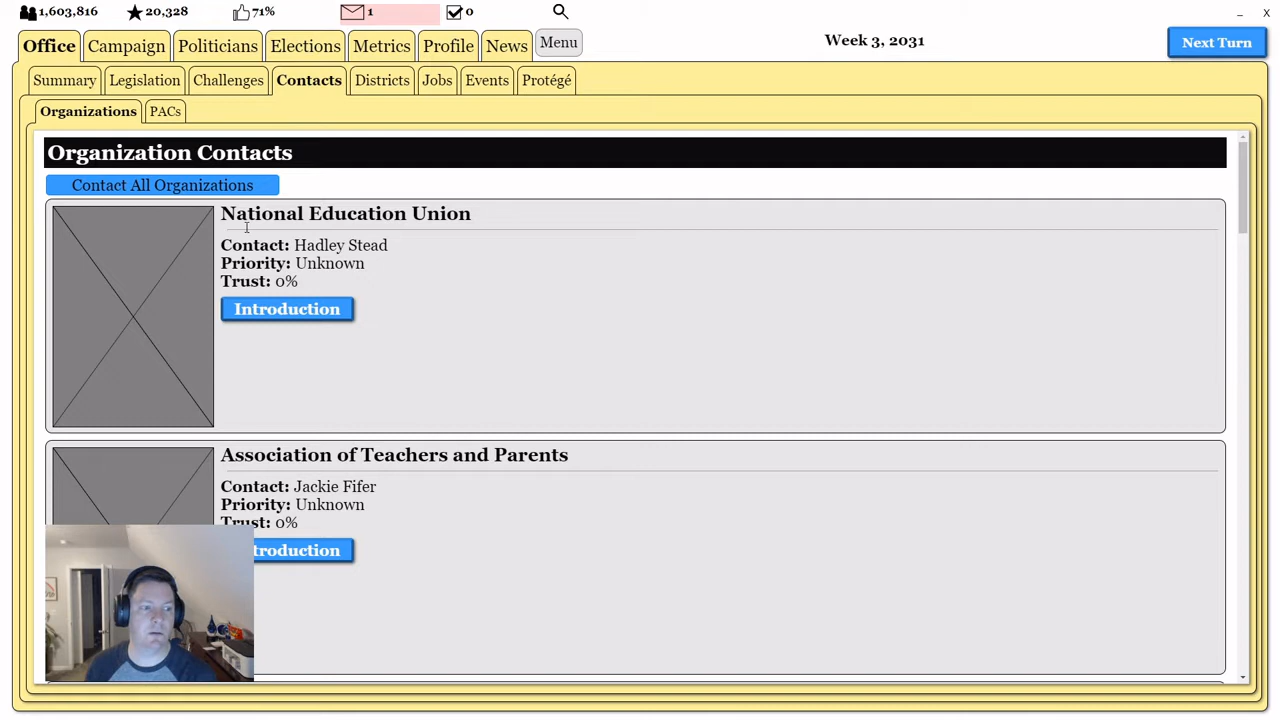 1,603,816 20,328 71% 1 0
_ X
Office Campaign Politicians Elections Metrics Profile News Menu Week 3, 2031 Next Turn
Summary Legislation Challenges Contacts Districts Jobs Events Protégé
Organizations PACs
Organization Contacts
Contact All Organizations
National Education Union
Contact: Hadley Stead
Priority: Unknown
Trust: 0%
Introduction
Association of Teachers and Parents
Contact: Jackie Fifer
Priority: Unknown
Trust: 0%
troduction